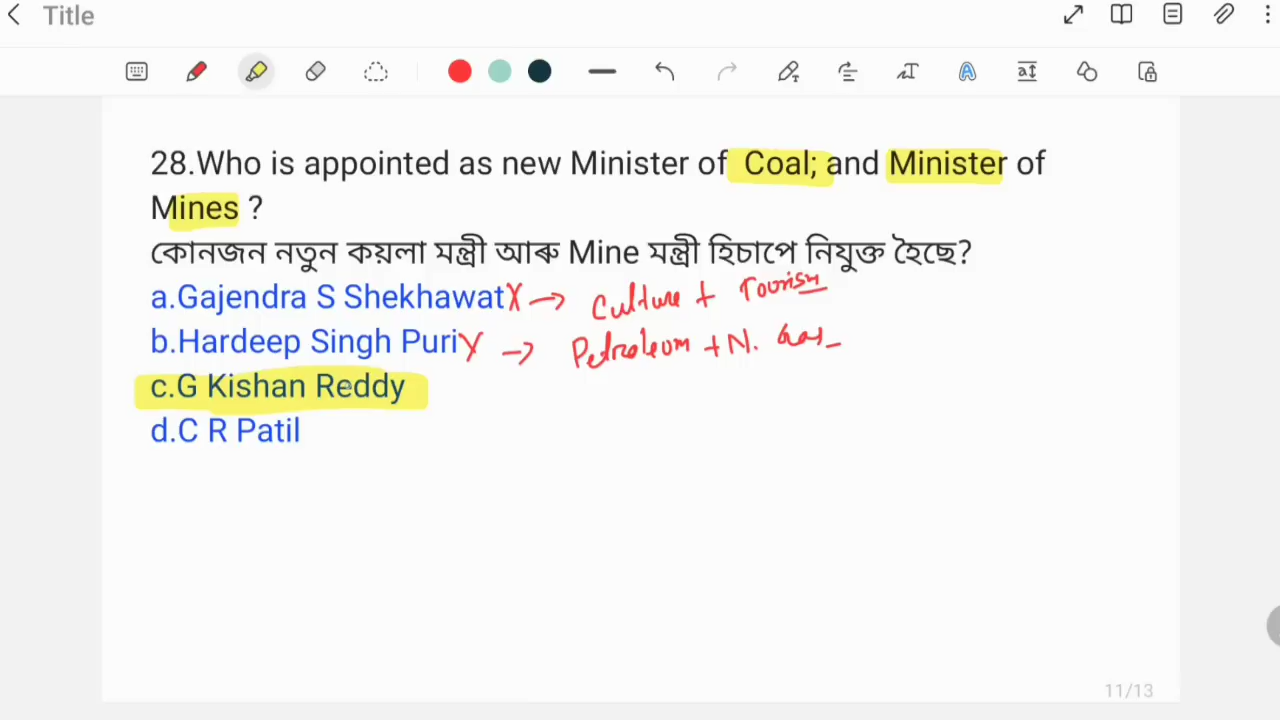 Title
28.Who is appointed as new Minister of Coal; and Minister of
Mines ?
কোনজন নতুন কয়লা মন্ত্ৰী আৰু Mine মন্ত্ৰী হিচাপে নিযুক্ত হৈছে?
a.Gajendra S Shekhawat X → Culture + Tourism
b.Hardeep Singh Puri X → Petroleum + N. Gas
c.G Kishan Reddy
d.C R Patil
11/13